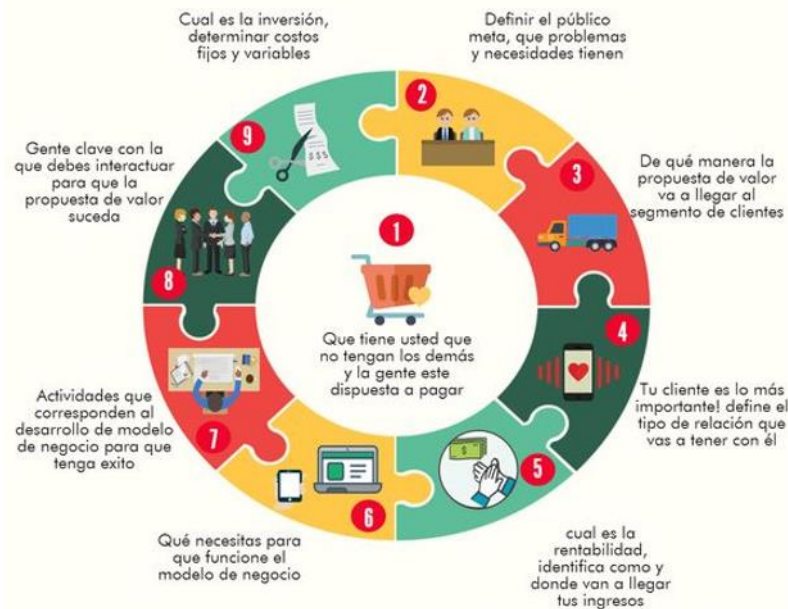 1
Que tiene usted que
no tengan los demás
y la gente este
dispuesta a pagar
2
Definir el público
meta, que problemas
y necesidades tienen
3
De qué manera la
propuesta de valor
va a llegar al
segmento de clientes
4
Tu cliente es lo más
importante! define el
tipo de relación que
vas a tener con él
5
cual es la
rentabilidad,
identifica como y
donde van a llegar
tus ingresos
6
Qué necesitas para
que funcione el
modelo de negocio
7
Actividades que
corresponden al
desarrollo de modelo
de negocio para que
tenga exito
8
Gente clave con la
que debes interactuar
para que la
propuesta de valor
suceda
9
Cual es la inversión,
determinar costos
fijos y variables
$$$